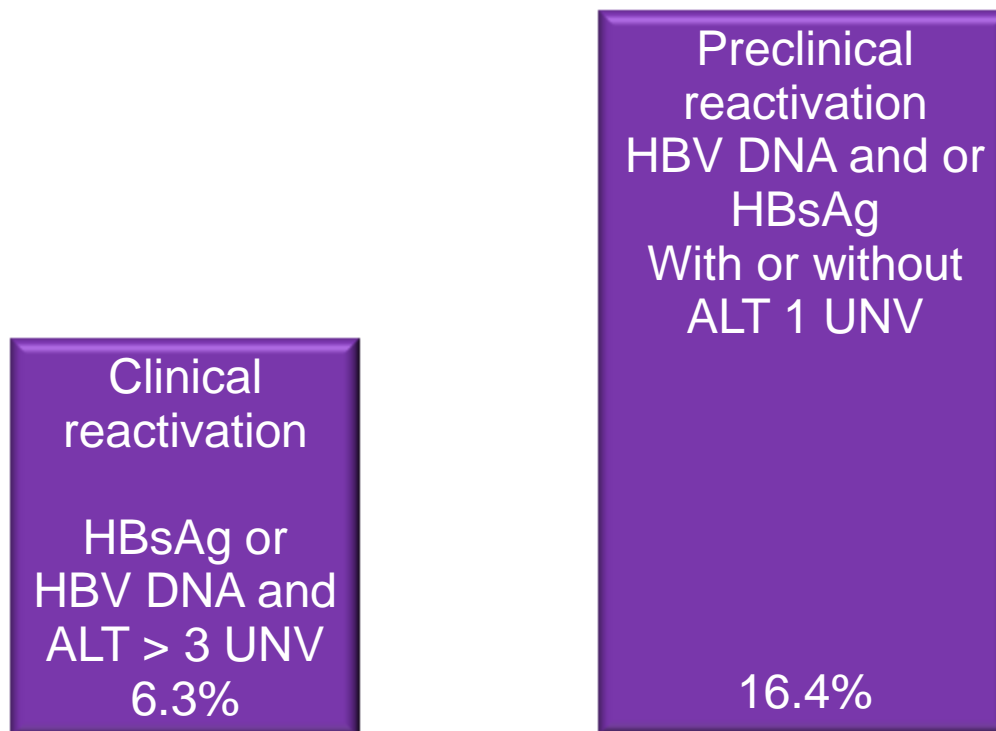 Clinical
reactivation
HBsAg or
HBV DNA and
ALT > 3 UNV
6.3%
Preclinical
reactivation
HBV DNA and or
HBsAg
With or without
ALT 1 UNV
16.4%